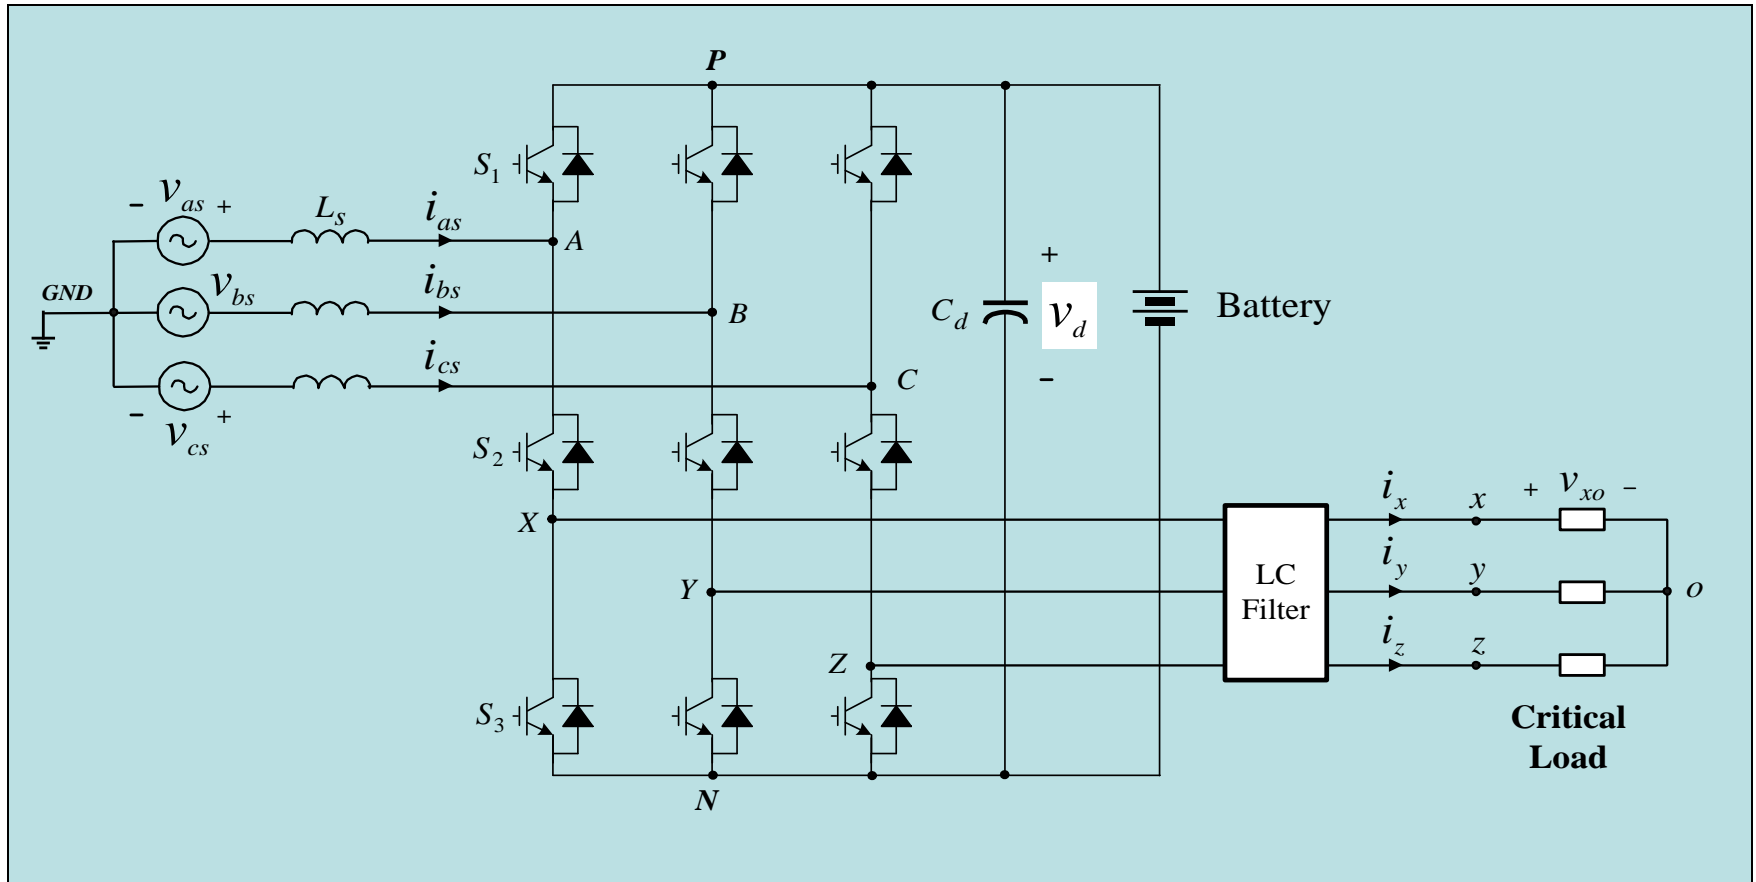 P
S1
vas
- +
Ls
ias
A
GND
vbs
ibs
B
ics
C
- +
vcs
S2
+
Cd
vd
-
Battery
X
Y
Z
S3
N
LC
Filter
ix
x
+ vxo −
iy
y
o
iz
z
Critical
Load